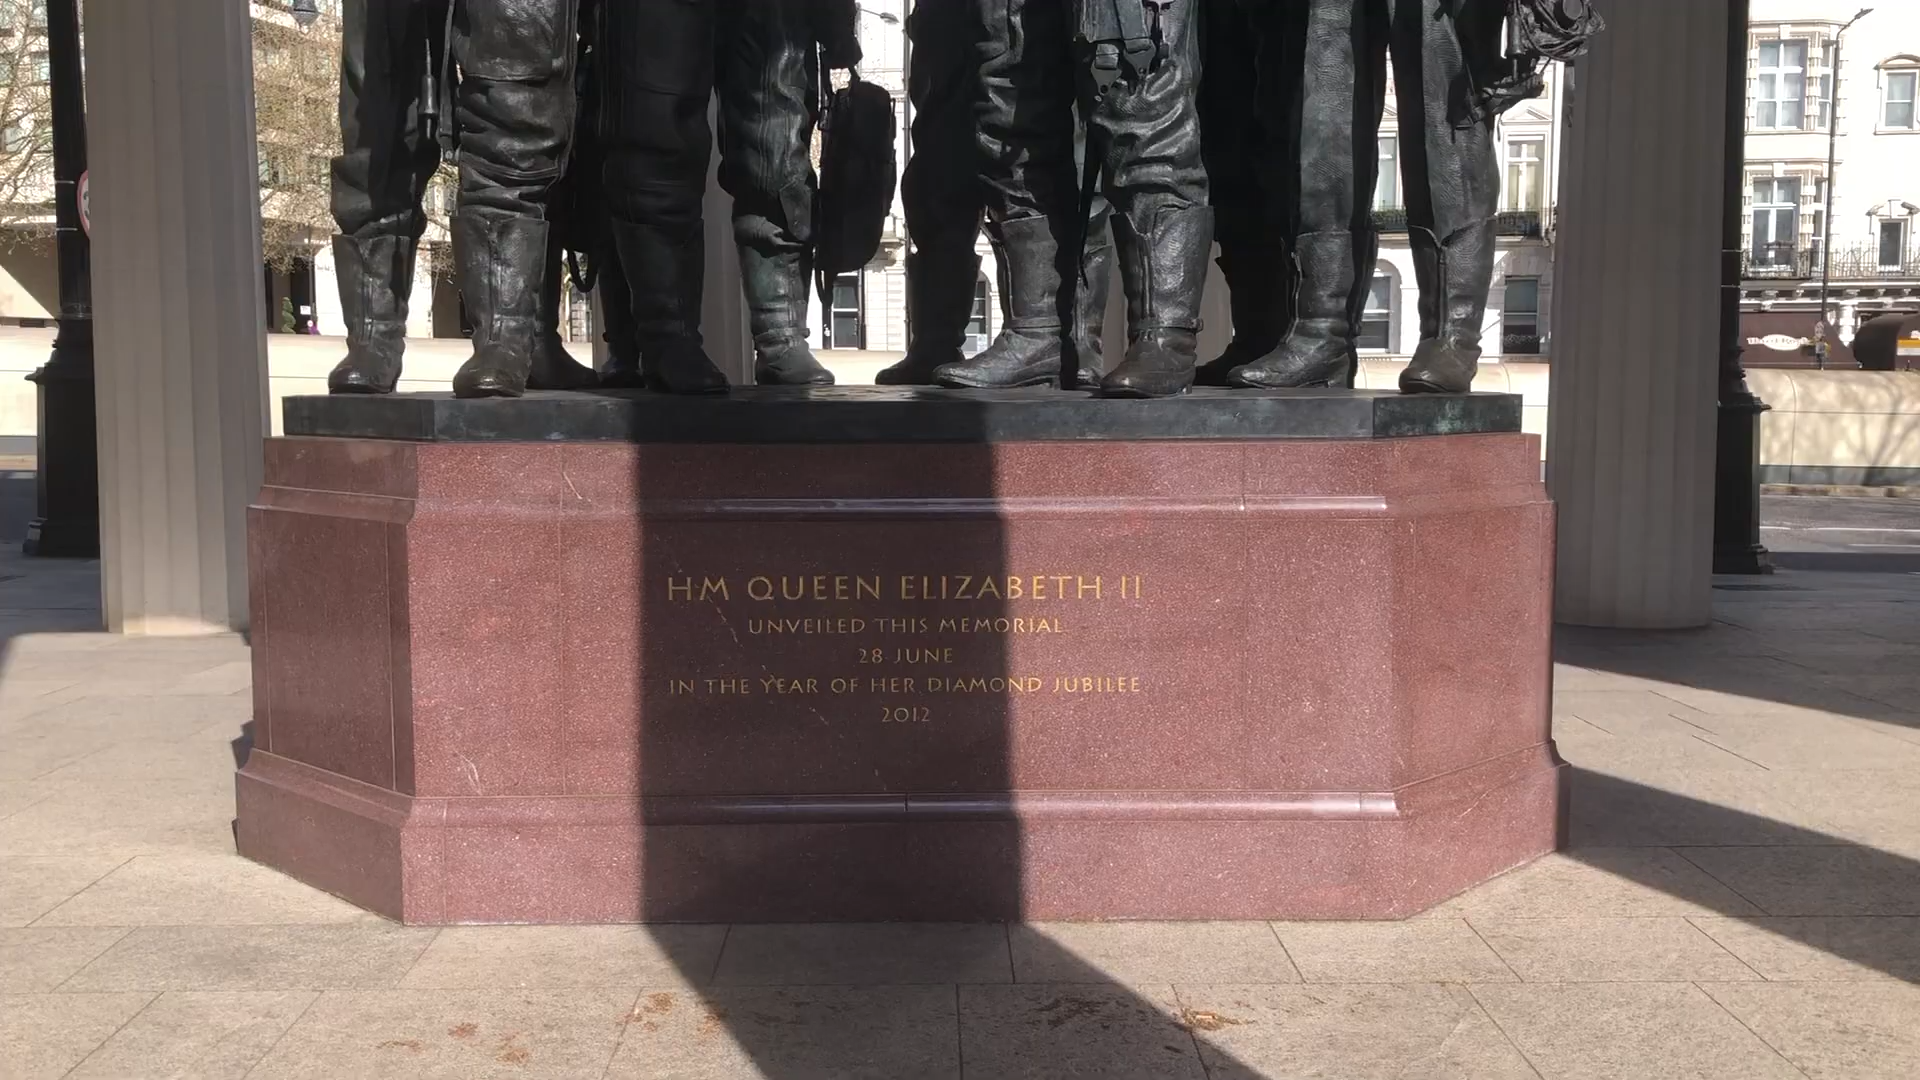 HM QUEEN ELIZABETH II
UNVEILED THIS MEMORIAL
28 JUNE
IN THE YEAR OF HER DIAMOND JUBILEE
2012